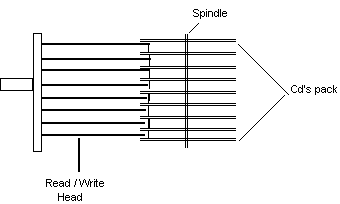 Spindle
Cd's pack
Read / Write
Head